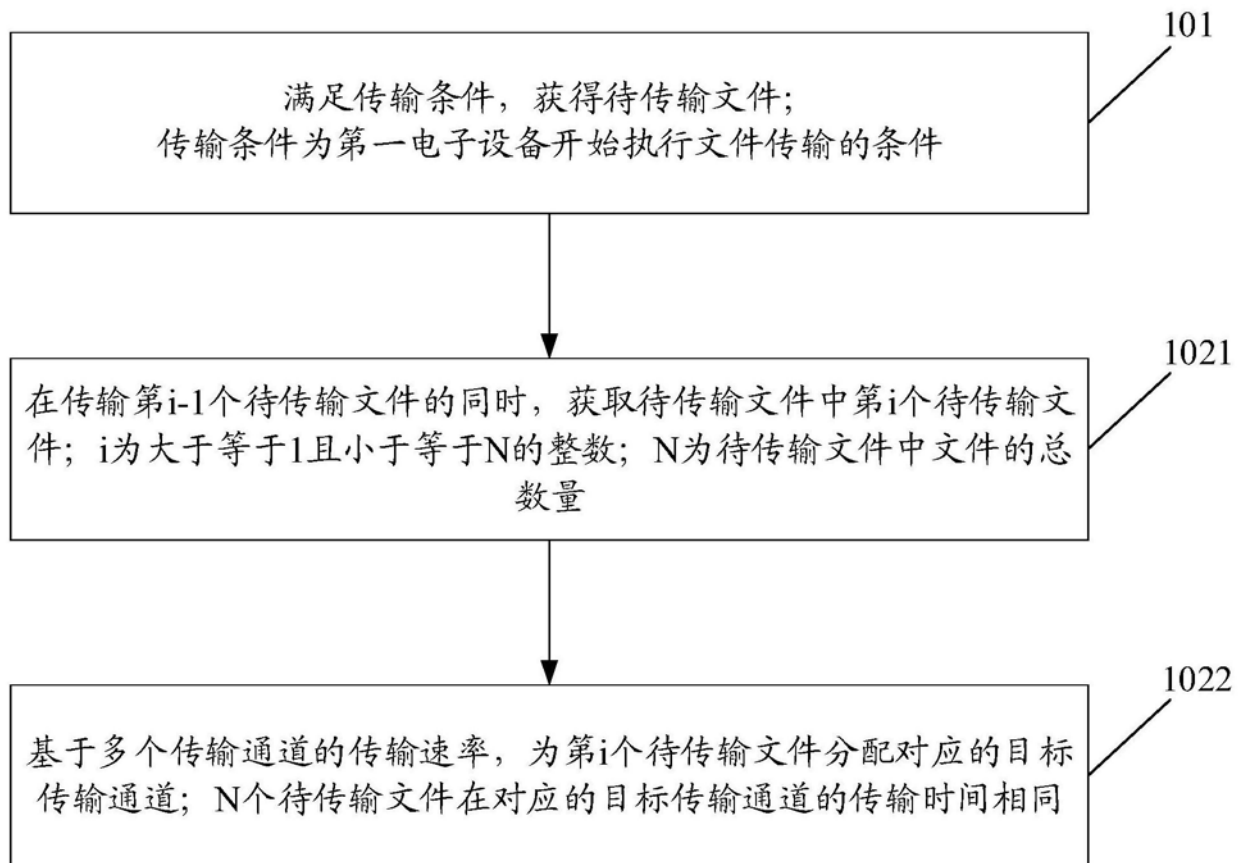 101
满足传输条件，获得待传输文件；
传输条件为第一电子设备开始执行文件传输的条件
1021
在传输第i-1个待传输文件的同时，获取待传输文件中第i个待传输文
件；i为大于等于1且小于等于N的整数；N为待传输文件中文件的总
数量
1022
基于多个传输通道的传输速率，为第i个待传输文件分配对应的目标
传输通道；N个待传输文件在对应的目标传输通道的传输时间相同